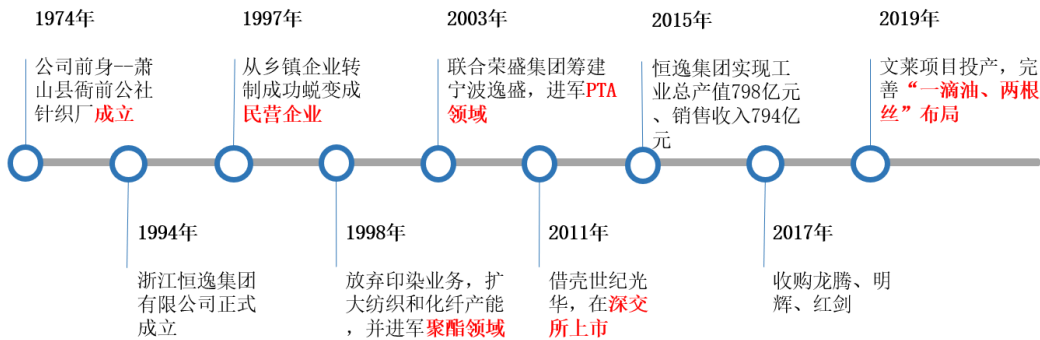 1974年
公司前身--萧
山县衙前公社
针织厂成立
1994年
浙江恒逸集团
有限公司正式
成立
1997年
从乡镇企业转
制成功蜕变成
民营企业
1998年
放弃印染业务，扩
大纺织和化纤产能
，并进军聚酯领域
2003年
联合荣盛集团筹建
宁波逸盛，进军PTA
领域
2011年
借壳世纪光
华，在深交
所上市
2015年
恒逸集团实现工
业总产值798亿元
、销售收入794亿
元
2017年
收购龙腾、明
辉、红剑
2019年
文莱项目投产，完
善“一滴油、两根
丝”布局